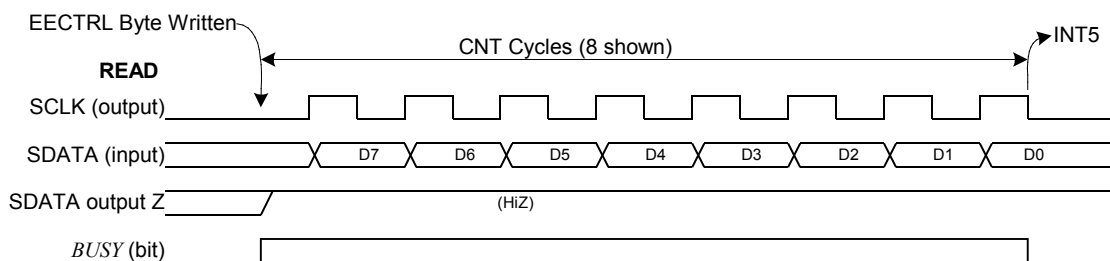 EECTRL Byte Written
INT5
CNT Cycles (8 shown)
READ
SCLK (output)
SDATA (input) D7 D6 D5 D4 D3 D2 D1 D0
SDATA output Z (HiZ)
BUSY (bit)